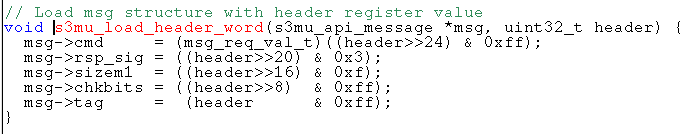 // Load msg structure with header register value
void s3mu_load_header_word(s3mu_api_message *msg, uint32_t header) {
  msg->cmd      = (msg_req_val_t)((header>>24) & 0xff);
  msg->rsp_sig = ((header>>20) & 0x3);
  msg->sizem1  = ((header>>16) & 0xf);
  msg->chkbits = ((header>>8)  & 0xff);
  msg->tag     =  (header      & 0xff);
}